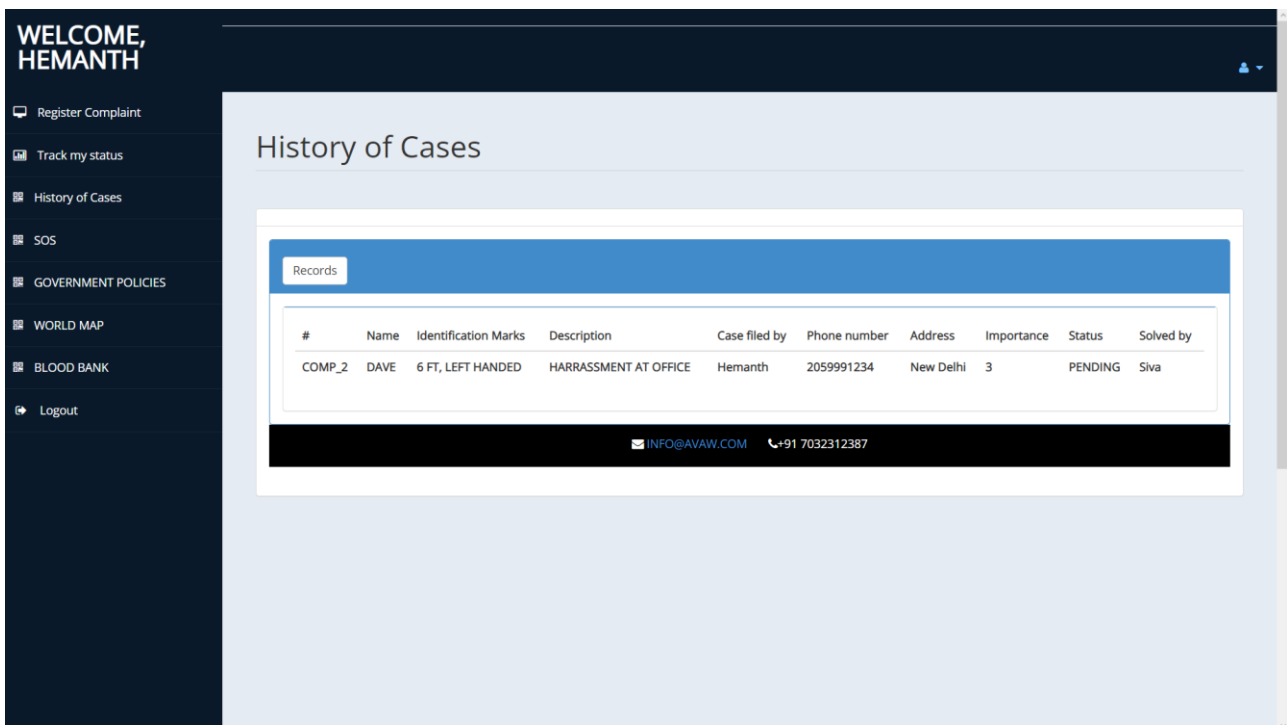 WELCOME,
HEMANTH
Register Complaint
Track my status
History of Cases
SOS
GOVERNMENT POLICIES
WORLD MAP
BLOOD BANK
Logout
History of Cases
Records
# Name Identification Marks Description Case filed by Phone number Address Importance Status Solved by
COMP_2 DAVE 6 FT, LEFT HANDED HARRASSMENT AT OFFICE Hemanth 2059991234 New Delhi 3 PENDING Siva
INFO@AVAW.COM +91 7032312387